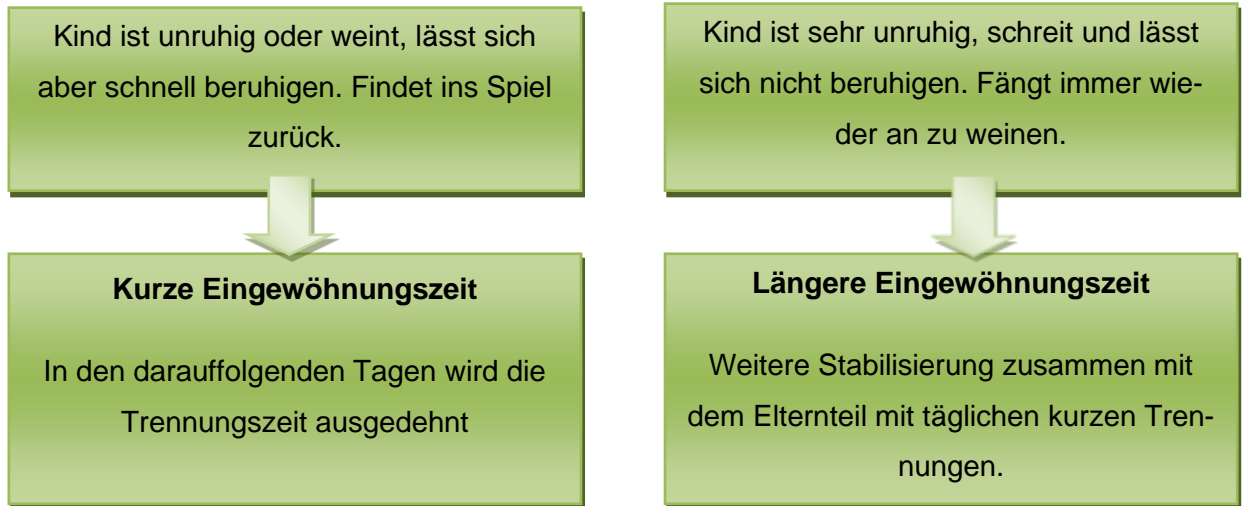 Kind ist unruhig oder weint, lässt sich
aber schnell beruhigen. Findet ins Spiel
zurück.
Kind ist sehr unruhig, schreit und lässt
sich nicht beruhigen. Fängt immer wie-
der an zu weinen.
Kurze Eingewöhnungszeit
In den darauffolgenden Tagen wird die
Trennungszeit ausgedehnt
Längere Eingewöhnungszeit
Weitere Stabilisierung zusammen mit
dem Elternteil mit täglichen kurzen Tren-
nungen.